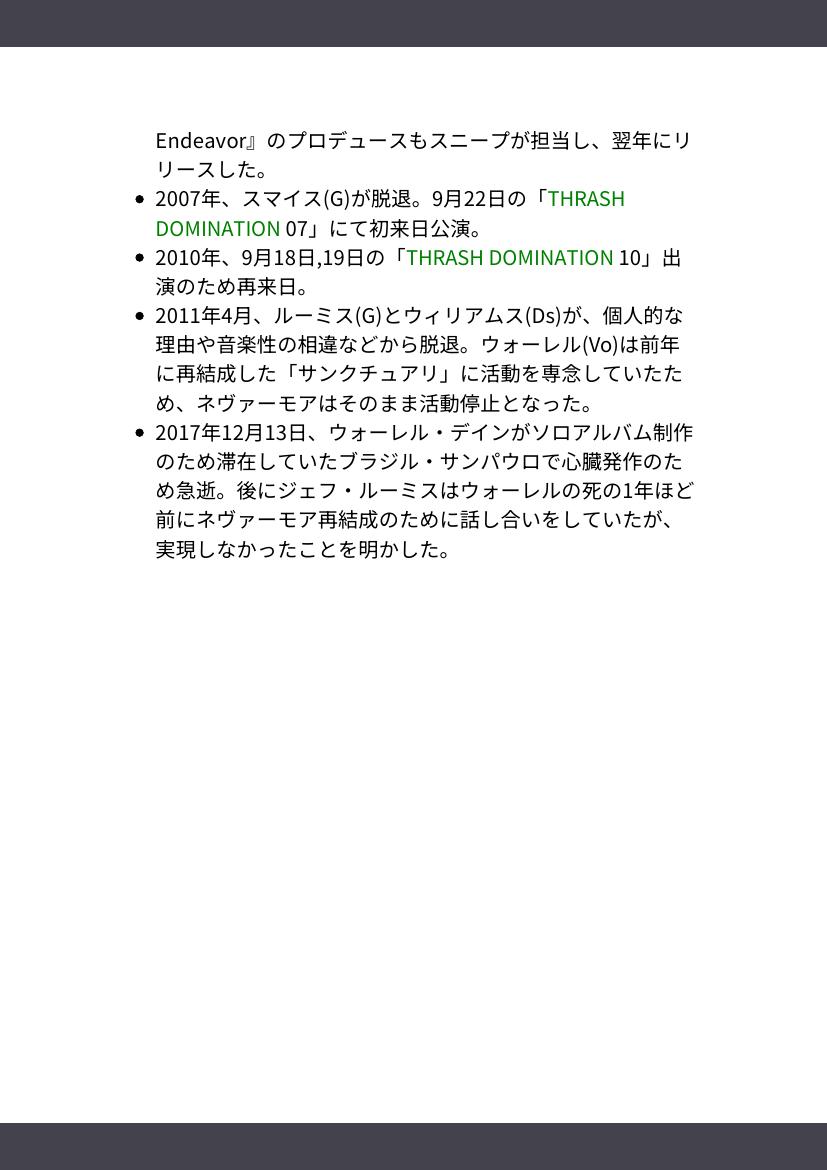 Endeavor』のプロデュースもスニープが担当し、翌年にリ
リースした。
• 2007年、スマイス(G)が脱退。9月22日の「THRASH
DOMINATION 07」にて初来日公演。
• 2010年、9月18日,19日の「THRASH DOMINATION 10」出
演のため再来日。
• 2011年4月、ルーミス(G)とウィリアムス(Ds)が、個人的な
理由や音楽性の相違などから脱退。ウォーレル(Vo)は前年
に再結成した「サンクチュアリ」に活動を専念していたた
め、ネヴァーモアはそのまま活動停止となった。
• 2017年12月13日、ウォーレル・デインがソロアルバム制作
のため滞在していたブラジル・サンパウロで心臓発作のた
め急逝。後にジェフ・ルーミスはウォーレルの死の1年ほど
前にネヴァーモア再結成のために話し合いをしていたが、
実現しなかったことを明かした。